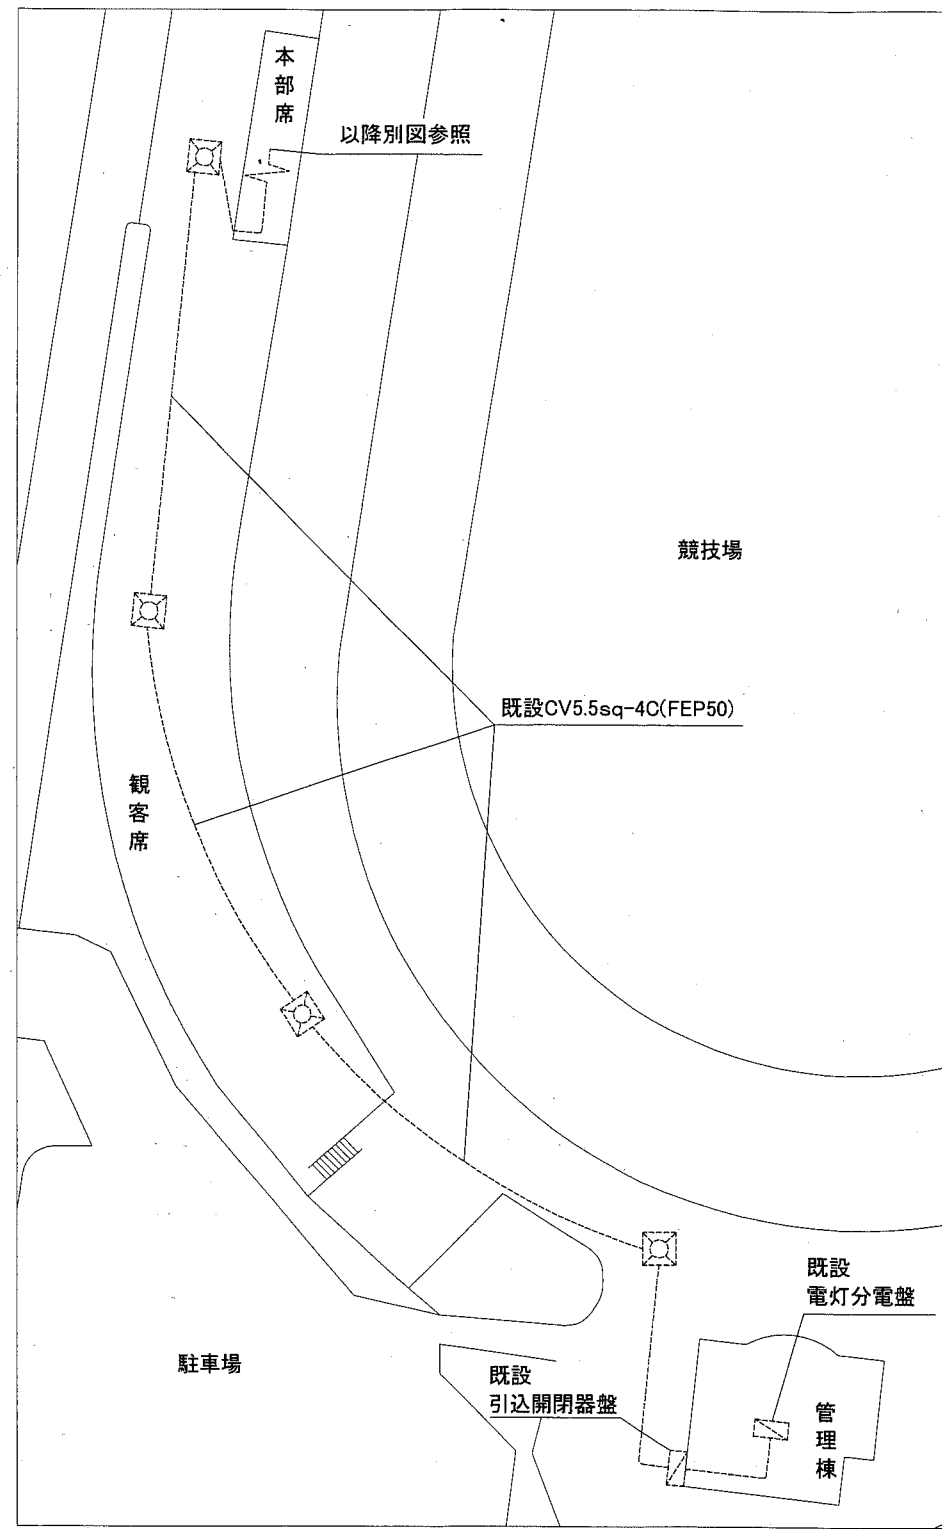 本部席
以降別図参照
競技場
既設CV5.5sq-4C(FEP50)
観客席
既設
電灯分電盤
駐車場
既設
引込開閉器盤
管理棟